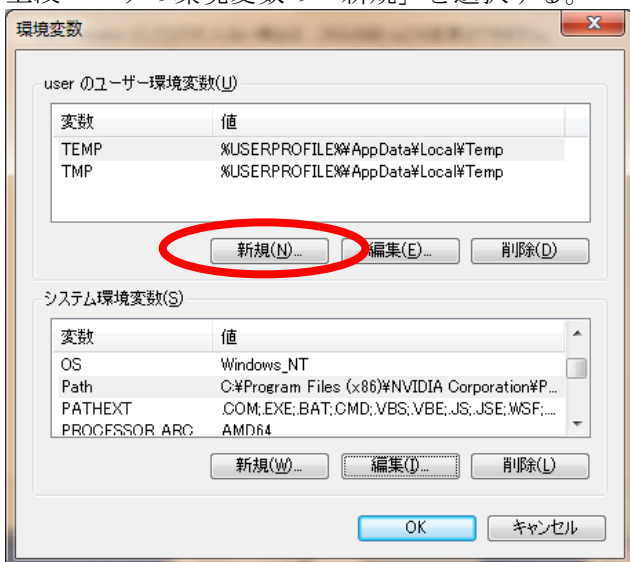 環境変数
user のユーザー環境変数(U)
変数 値
TEMP %USERPROFILE%¥AppData¥Local¥Temp
TMP %USERPROFILE%¥AppData¥Local¥Temp
新規(N)... 編集(E)... 削除(D)
システム環境変数(S)
変数 値
OS Windows_NT
Path C:¥Program Files (x86)¥NVIDIA Corporation¥P...
PATHEXT .COM;.EXE;.BAT;.CMD;.VBS;.VBE;.JS;.JSE;.WSF;...
PROCESSOR_ARC AMD64
新規(W)... 編集(I)... 削除(L)
OK キャンセル